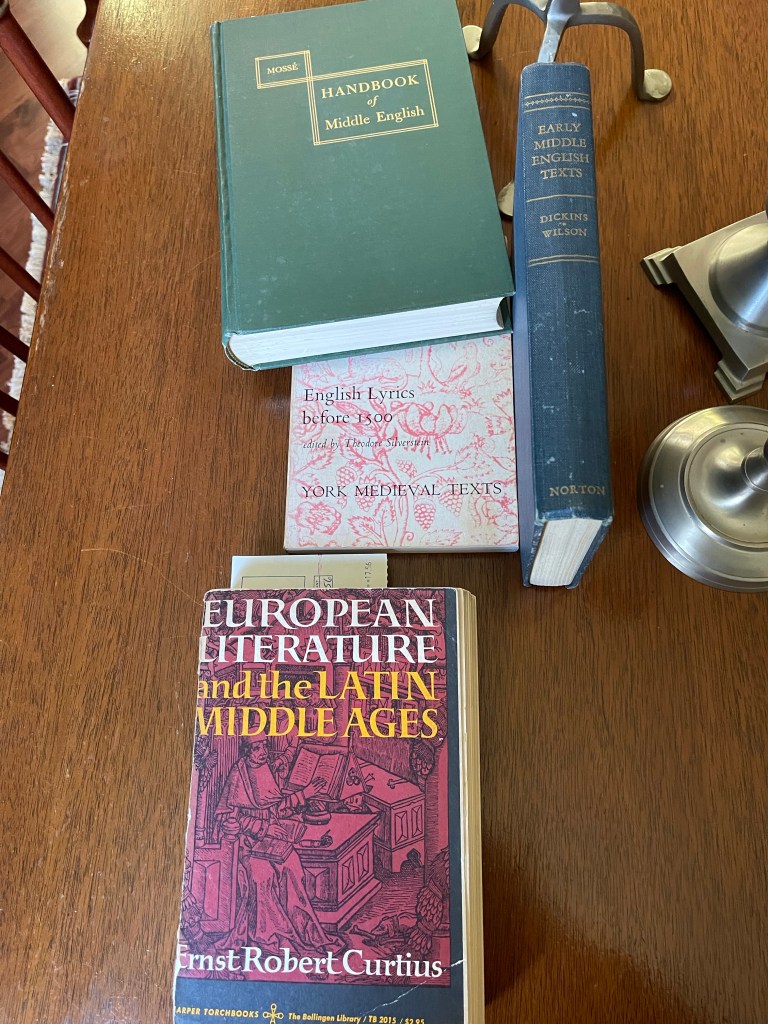 MOSSÉ
HANDBOOK
of
Middle English
EARLY
MIDDLE
ENGLISH
TEXTS
DICKINS
WILSON
NORTON
English Lyrics
before 1500
edited by Theodore Silverstein
YORK MEDIEVAL TEXTS
EUROPEAN
LITERATURE
and the LATIN
MIDDLE AGES
Ernst Robert Curtius
HARPER TORCHBOOKS The Bollingen Library / TB 2015 / $2.95